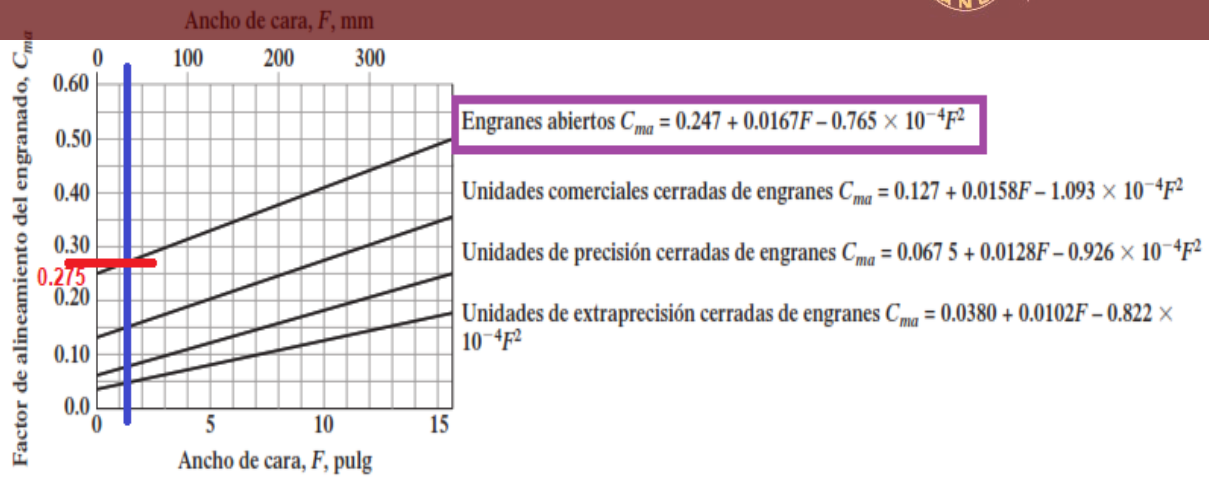 Ancho de cara, F, mm
0 100 200 300
Factor de alineamiento del engranado, Cma
0.60
0.50
0.40
0.30
0.275
0.20
0.10
0.0
0 5 10 15
Ancho de cara, F, pulg
Engranes abiertos Cma = 0.247 + 0.0167F – 0.765 × 10⁻⁴F²
Unidades comerciales cerradas de engranes Cma = 0.127 + 0.0158F – 1.093 × 10⁻⁴F²
Unidades de precisión cerradas de engranes Cma = 0.067 5 + 0.0128F – 0.926 × 10⁻⁴F²
Unidades de extraprecisión cerradas de engranes Cma = 0.0380 + 0.0102F – 0.822 ×
10⁻⁴F²